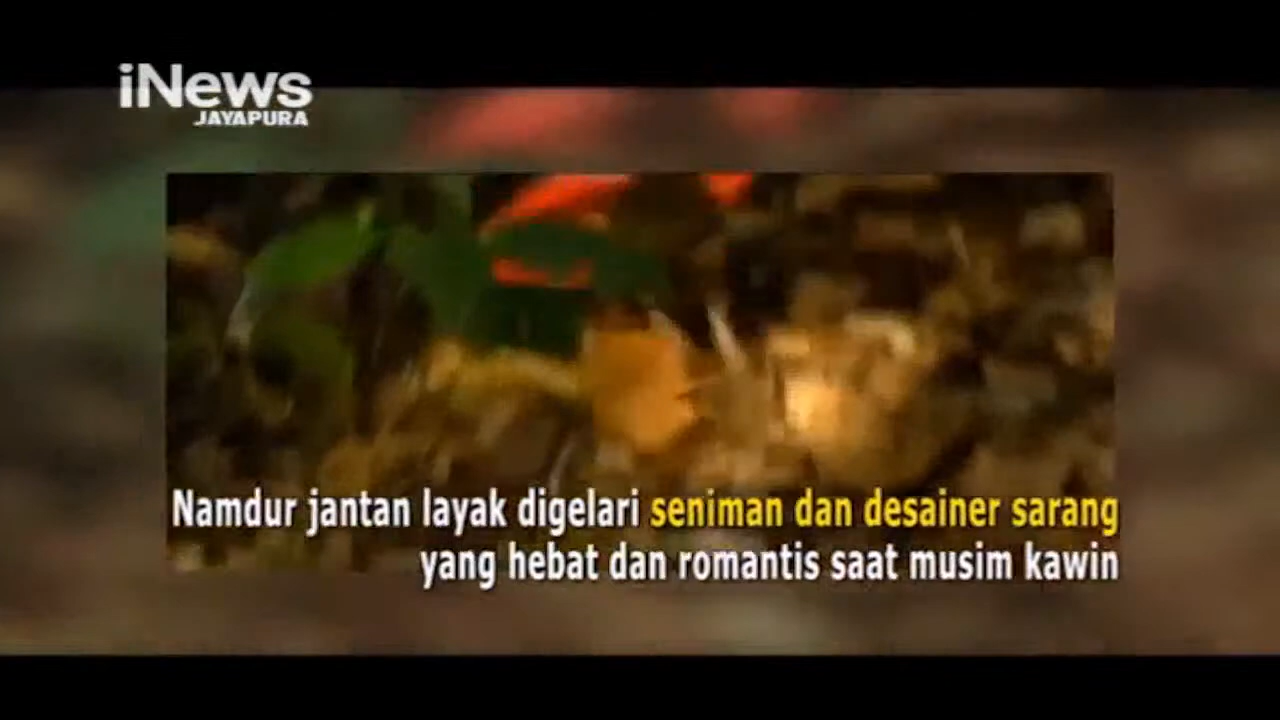 iNews
JAYAPURA
Namdur jantan layak digelari seniman dan desainer sarang
yang hebat dan romantis saat musim kawin